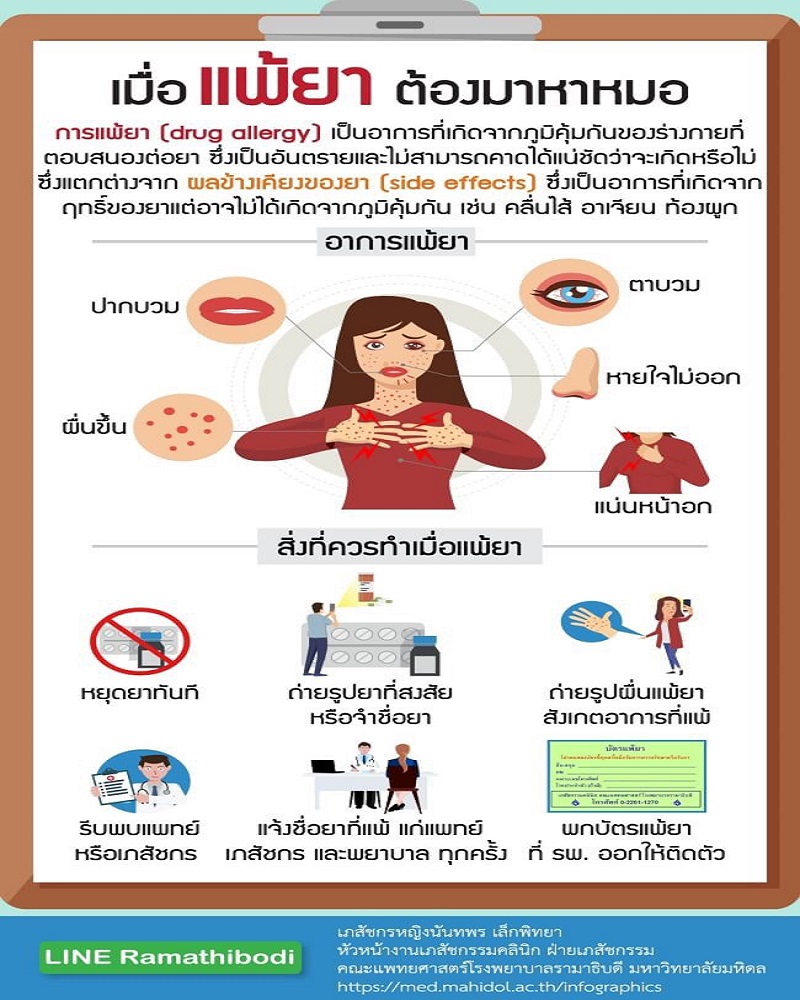 เมื่อ แพ้ยา ต้องมาหาหมอ
การแพ้ยา (drug allergy) เป็นอาการที่เกิดจากภูมิคุ้มกันของร่างกายที่
ตอบสนองต่อยา ซึ่งเป็นอันตรายและไม่สามารถคาดได้แน่ชัดว่าจะเกิดหรือไม่
ซึ่งแตกต่างจาก ผลข้างเคียงของยา (side effects) ซึ่งเป็นอาการที่เกิดจาก
ฤทธิ์ของยาแต่อาจไม่ได้เกิดจากภูมิคุ้มกัน เช่น คลื่นไส้ อาเจียน ท้องผูก
อาการแพ้ยา
ปากบวม
ตาบวม
หายใจไม่ออก
ผื่นขึ้น
แน่นหน้าอก
สิ่งที่ควรทำเมื่อแพ้ยา
หยุดยาทันที
ถ่ายรูปยาที่สงสัย
หรือจำชื่อยา
ถ่ายรูปผื่นแพ้ยา
สังเกตอาการที่แพ้
บัตรแพ้ยา
โทรศัพท์ 0-2201-1270
รีบพบแพทย์
หรือเภสัชกร
แจ้งชื่อยาที่แพ้ แก่แพทย์
เภสัชกร และพยาบาล ทุกครั้ง
พกบัตรแพ้ยา
ที่ รพ. ออกให้ติดตัว
LINE Ramathibodi
เภสัชกรหญิงนันทพร เล็กพิทยา
หัวหน้างานเภสัชกรรมคลินิก ฝ่ายเภสัชกรรม
คณะแพทยศาสตร์โรงพยาบาลรามาธิบดี มหาวิทยาลัยมหิดล
https://med.mahidol.ac.th/infographics